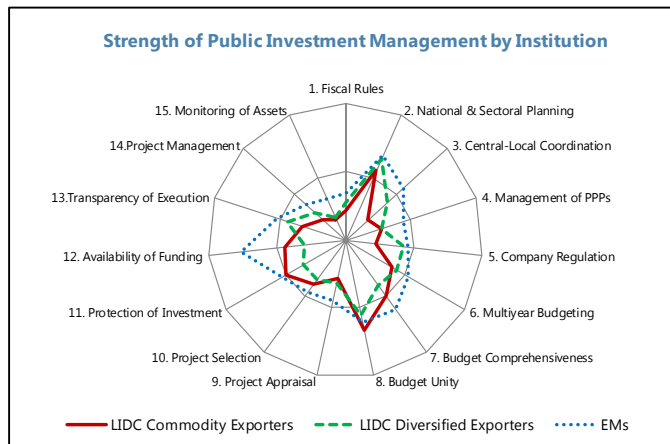 Strength of Public Investment Management by Institution
1. Fiscal Rules
2. National & Sectoral Planning
3. Central-Local Coordination
4. Management of PPPs
5. Company Regulation
6. Multiyear Budgeting
7. Budget Comprehensiveness
8. Budget Unity
9. Project Appraisal
10. Project Selection
11. Protection of Investment
12. Availability of Funding
13.Transparency of Execution
14.Project Management
15. Monitoring of Assets
LIDC Commodity Exporters
LIDC Diversified Exporters
EMs